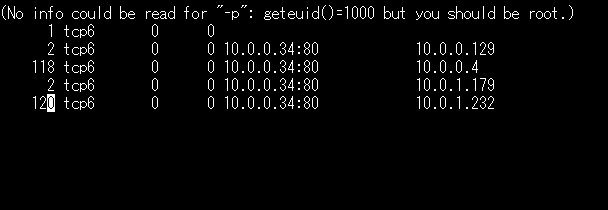 (No info could be read for "-p": geteuid()=1000 but you should be root.)
1 tcp6 0 0
2 tcp6 0 0 10.0.0.34:80 10.0.0.129
118 tcp6 0 0 10.0.0.34:80 10.0.0.4
2 tcp6 0 0 10.0.0.34:80 10.0.1.179
120 tcp6 0 0 10.0.0.34:80 10.0.1.232